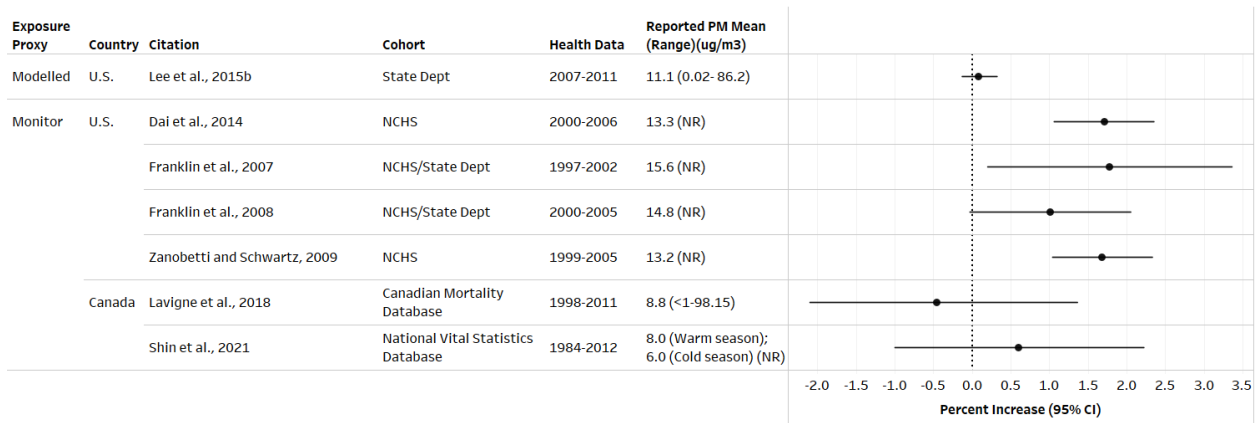 Exposure
Proxy Country Citation Cohort Health Data Reported PM Mean
(Range)(ug/m3)
Modelled U.S. Lee et al., 2015b State Dept 2007-2011 11.1 (0.02- 86.2)
Monitor U.S. Dai et al., 2014 NCHS 2000-2006 13.3 (NR)
Franklin et al., 2007 NCHS/State Dept 1997-2002 15.6 (NR)
Franklin et al., 2008 NCHS/State Dept 2000-2005 14.8 (NR)
Zanobetti and Schwartz, 2009 NCHS 1999-2005 13.2 (NR)
Canada Lavigne et al., 2018 Canadian Mortality
Database 1998-2011 8.8 (<1-98.15)
Shin et al., 2021 National Vital Statistics
Database 1984-2012 8.0 (Warm season);
6.0 (Cold season) (NR)
-2.0 -1.5 -1.0 -0.5 0.0 0.5 1.0 1.5 2.0 2.5 3.0 3.5
Percent Increase (95% CI)